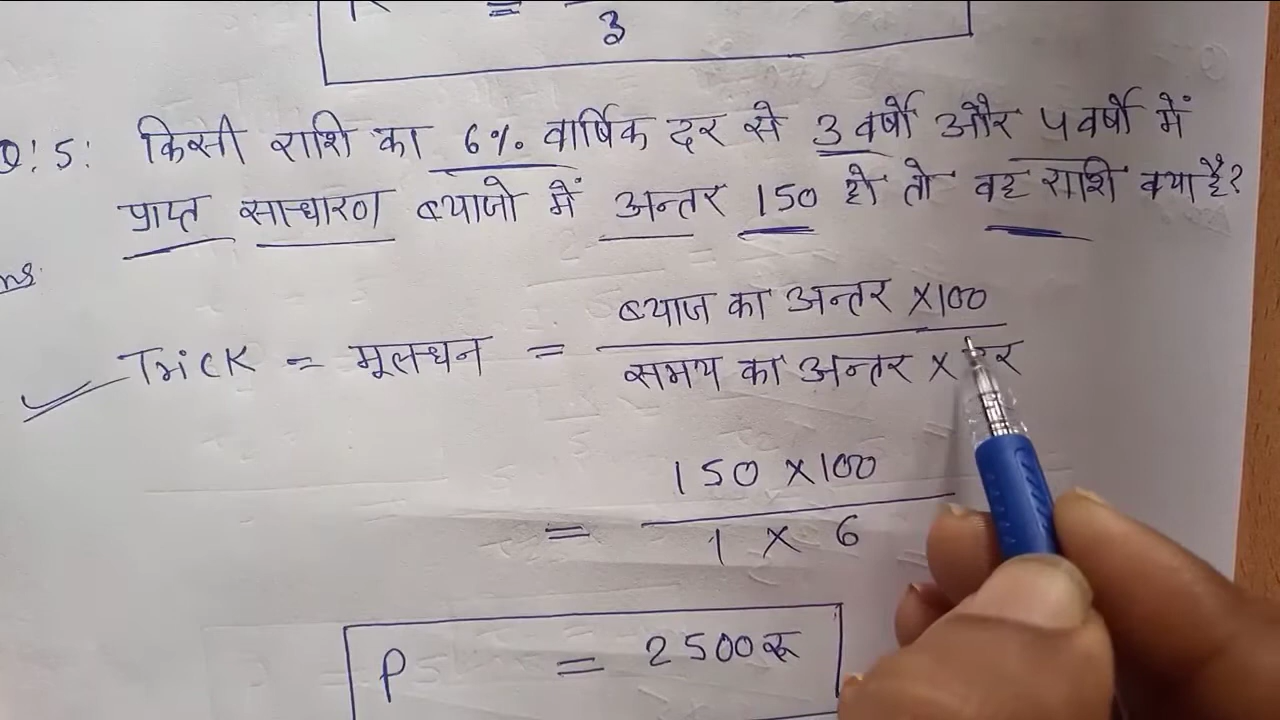 = 3
Q! 5! किसी राशि का 6% वार्षिक दर से 3 वर्षो और 4 वर्षो में
प्राप्त साधारण ब्याजो में अन्तर 150 हो तो वह राशि क्या है?
ns.
Trick = मूलधन = ब्याज का अन्तर ×100
समय का अन्तर × दर
= 150 ×100
1 × 6
P = 2500रू